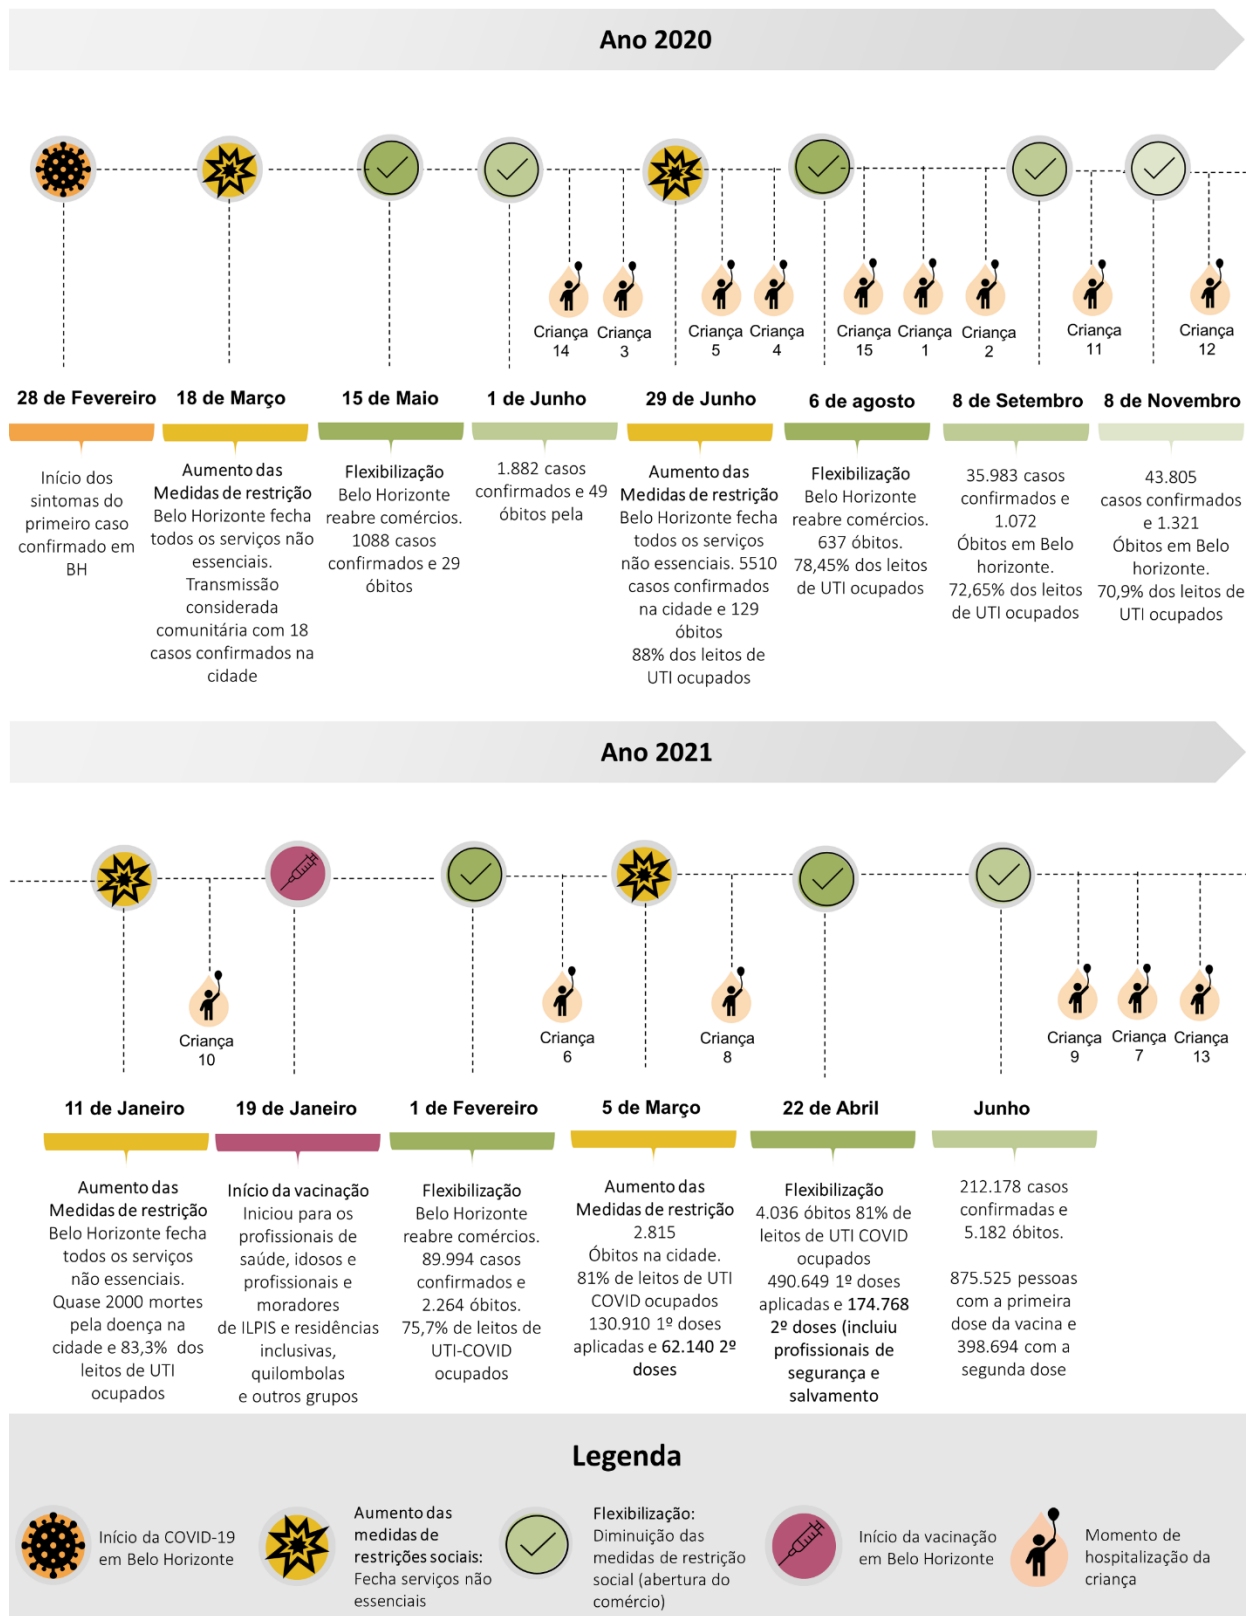 Ano 2020
Criança
14
Criança
3
Criança
5
Criança
4
Criança
15
Criança
1
Criança
2
Criança
11
Criança
12
28 de Fevereiro
Início dos
sintomas do
primeiro caso
confirmado em
BH
18 de Março
Aumento das
Medidas de restrição
Belo Horizonte fecha
todos os serviços não
essenciais.
Transmissão
considerada
comunitária com 18
casos confirmados na
cidade
15 de Maio
Flexibilização
Belo Horizonte
reabre comércios.
1088 casos
confirmados e 29
óbitos
1 de Junho
1.882 casos
confirmados e 49
óbitos pela
29 de Junho
Aumento das
Medidas de restrição
Belo Horizonte fecha
todos os serviços
não essenciais. 5510
casos confirmados
na cidade e 129
óbitos
88% dos leitos de
UTI ocupados
6 de agosto
Flexibilização
Belo Horizonte
reabre comércios.
637 óbitos.
78,45% dos leitos
de UTI ocupados
8 de Setembro
35.983 casos
confirmados e
1.072
Óbitos em Belo
horizonte.
72,65% dos leitos
de UTI ocupados
8 de Novembro
43.805
casos confirmados
e 1.321
Óbitos em Belo
horizonte.
70,9% dos leitos de
UTI ocupados
Ano 2021
Criança
10
Criança
6
Criança
8
Criança
9
Criança
7
Criança
13
11 de Janeiro
Aumento das
Medidas de restrição
Belo Horizonte fecha
todos os serviços
não essenciais.
Quase 2000 mortes
pela doença na
cidade e 83,3% dos
leitos de UTI
ocupados
19 de Janeiro
Início da vacinação
Iniciou para os
profissionais de
saúde, idosos e
profissionais e
moradores
de ILPIS e residências
inclusivas,
quilombolas
e outros grupos
1 de Fevereiro
Flexibilização
Belo Horizonte
reabre comércios.
89.994 casos
confirmados e
2.264 óbitos.
75,7% de leitos de
UTI-COVID
ocupados
5 de Março
Aumento das
Medidas de restrição
2.815
Óbitos na cidade.
81% de leitos de UTI
COVID ocupados
130.910 1º doses
aplicadas e 62.140 2º
doses
22 de Abril
Flexibilização
4.036 óbitos 81% de
leitos de UTI COVID
ocupados
490.649 1º doses
aplicadas e 174.768
2º doses (incluiu
profissionais de
segurança e
salvamento
Junho
212.178 casos
confirmadas e
5.182 óbitos.
875.525 pessoas
com a primeira
dose da vacina e
398.694 com a
segunda dose
Legenda
Início da COVID-19
em Belo Horizonte
Aumento das
medidas de
restrições sociais:
Fecha serviços não
essenciais
Flexibilização:
Diminuição das
medidas de restrição
social (abertura do
comércio)
Início da vacinação
em Belo Horizonte
Momento de
hospitalização da
criança